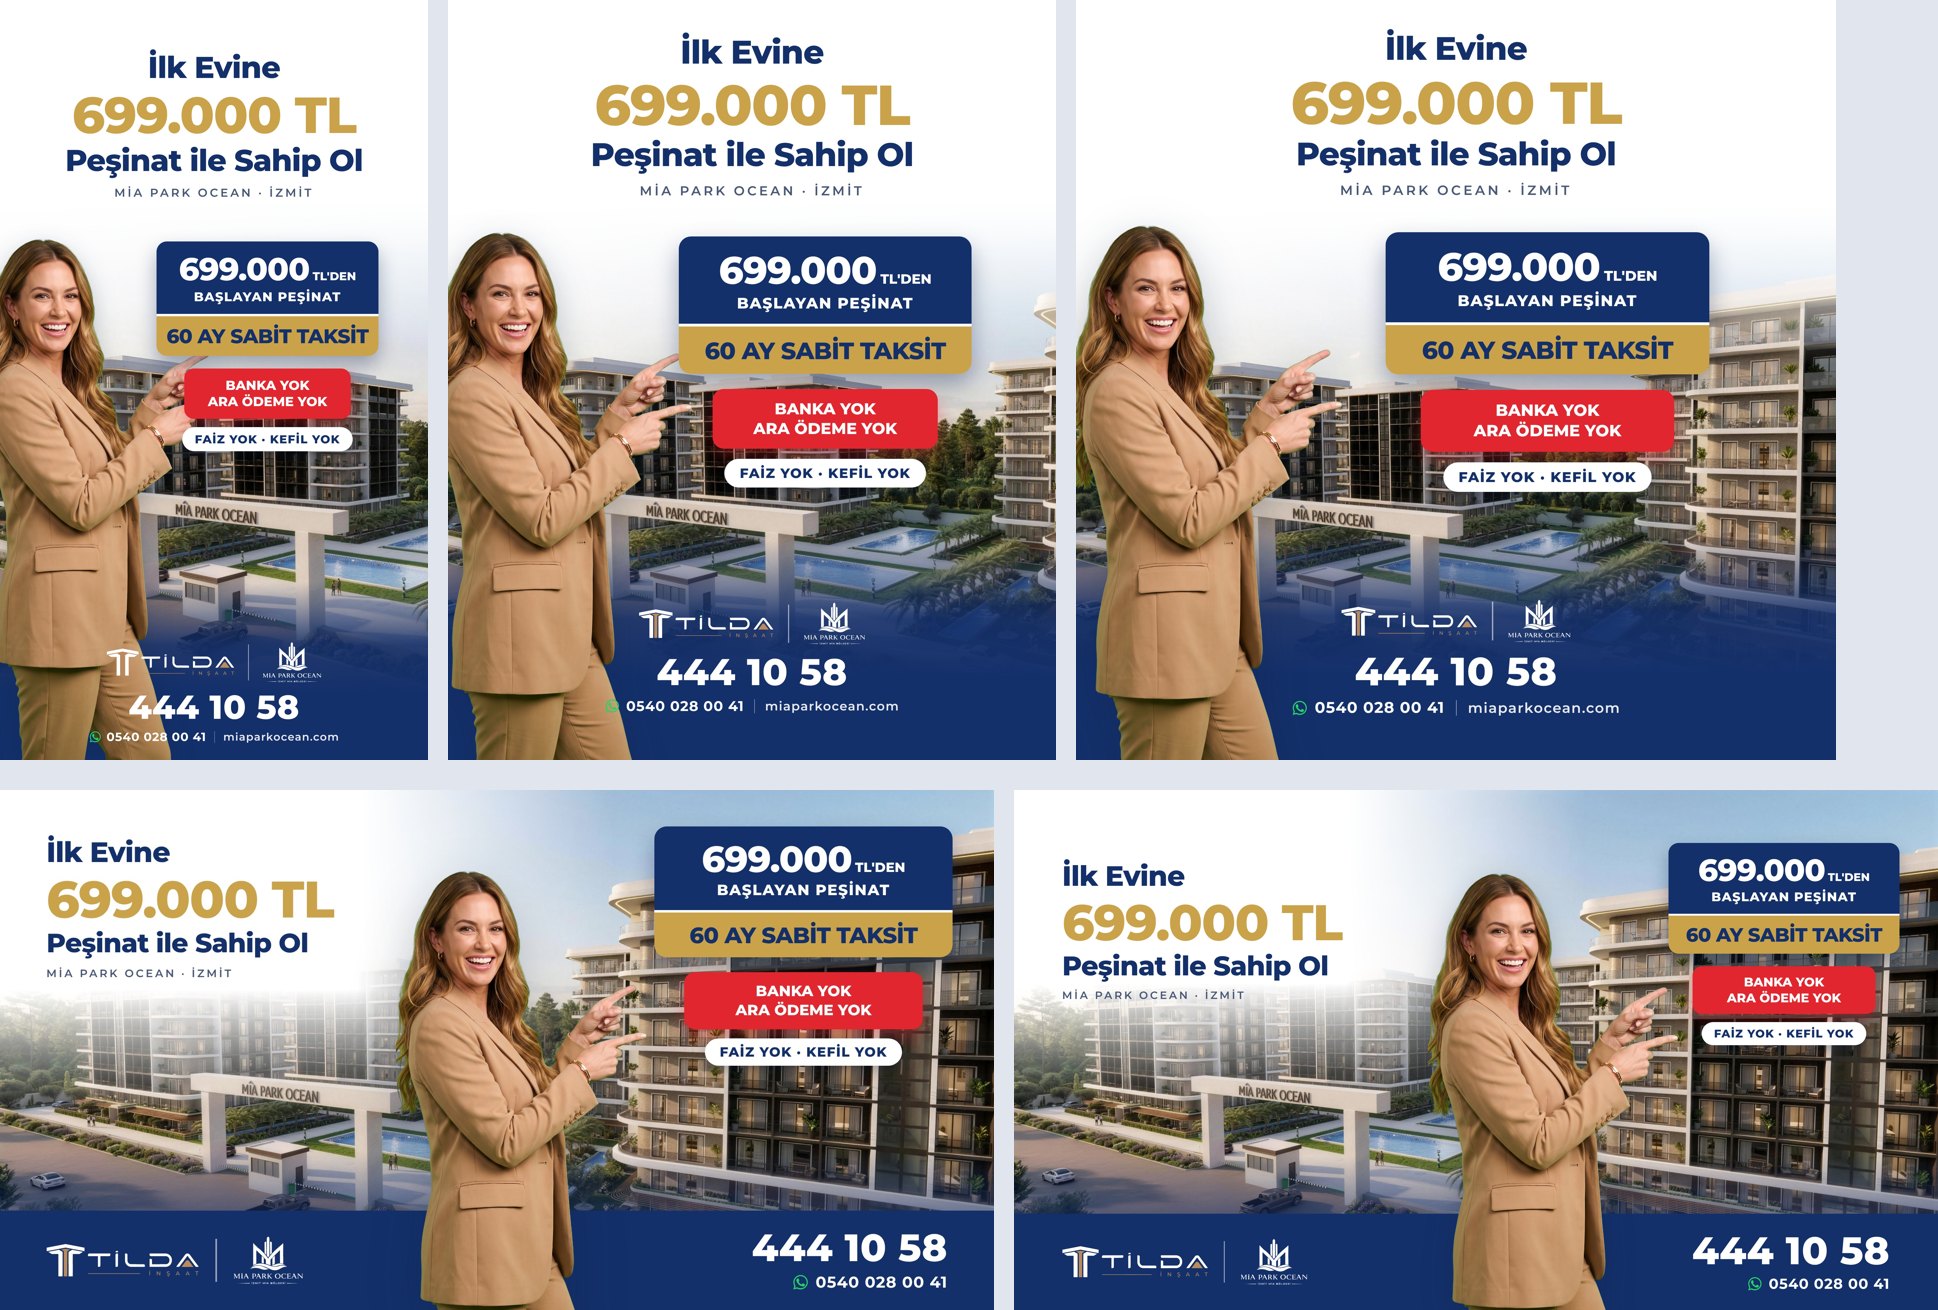 İlk Evine
699.000 TL
Peşinat ile Sahip Ol
MİA PARK OCEAN · İZMİT
699.000 TL'DEN
BAŞLAYAN PEŞİNAT
60 AY SABİT TAKSİT
BANKA YOK
ARA ÖDEME YOK
FAİZ YOK · KEFİL YOK
MİA PARK OCEAN
TİLDA
İNŞAAT
MIA PARK OCEAN
444 10 58
0540 028 00 41 | miaparkocean.com
İlk Evine
699.000 TL
Peşinat ile Sahip Ol
MİA PARK OCEAN · İZMİT
699.000 TL'DEN
BAŞLAYAN PEŞİNAT
60 AY SABİT TAKSİT
BANKA YOK
ARA ÖDEME YOK
FAİZ YOK · KEFİL YOK
MİA PARK OCEAN
TİLDA
İNŞAAT
MIA PARK OCEAN
444 10 58
0540 028 00 41 | miaparkocean.com
İlk Evine
699.000 TL
Peşinat ile Sahip Ol
MİA PARK OCEAN · İZMİT
699.000 TL'DEN
BAŞLAYAN PEŞİNAT
60 AY SABİT TAKSİT
BANKA YOK
ARA ÖDEME YOK
FAİZ YOK · KEFİL YOK
MİA PARK OCEAN
TİLDA
İNŞAAT
MIA PARK OCEAN
444 10 58
0540 028 00 41 | miaparkocean.com
İlk Evine
699.000 TL
Peşinat ile Sahip Ol
MİA PARK OCEAN · İZMİT
699.000 TL'DEN
BAŞLAYAN PEŞİNAT
60 AY SABİT TAKSİT
BANKA YOK
ARA ÖDEME YOK
FAİZ YOK · KEFİL YOK
MİA PARK OCEAN
TİLDA
İNŞAAT
MIA PARK OCEAN
444 10 58
0540 028 00 41
İlk Evine
699.000 TL
Peşinat ile Sahip Ol
MİA PARK OCEAN · İZMİT
699.000 TL'DEN
BAŞLAYAN PEŞİNAT
60 AY SABİT TAKSİT
BANKA YOK
ARA ÖDEME YOK
FAİZ YOK · KEFİL YOK
MİA PARK OCEAN
TİLDA
İNŞAAT
MIA PARK OCEAN
444 10 58
0540 028 00 41